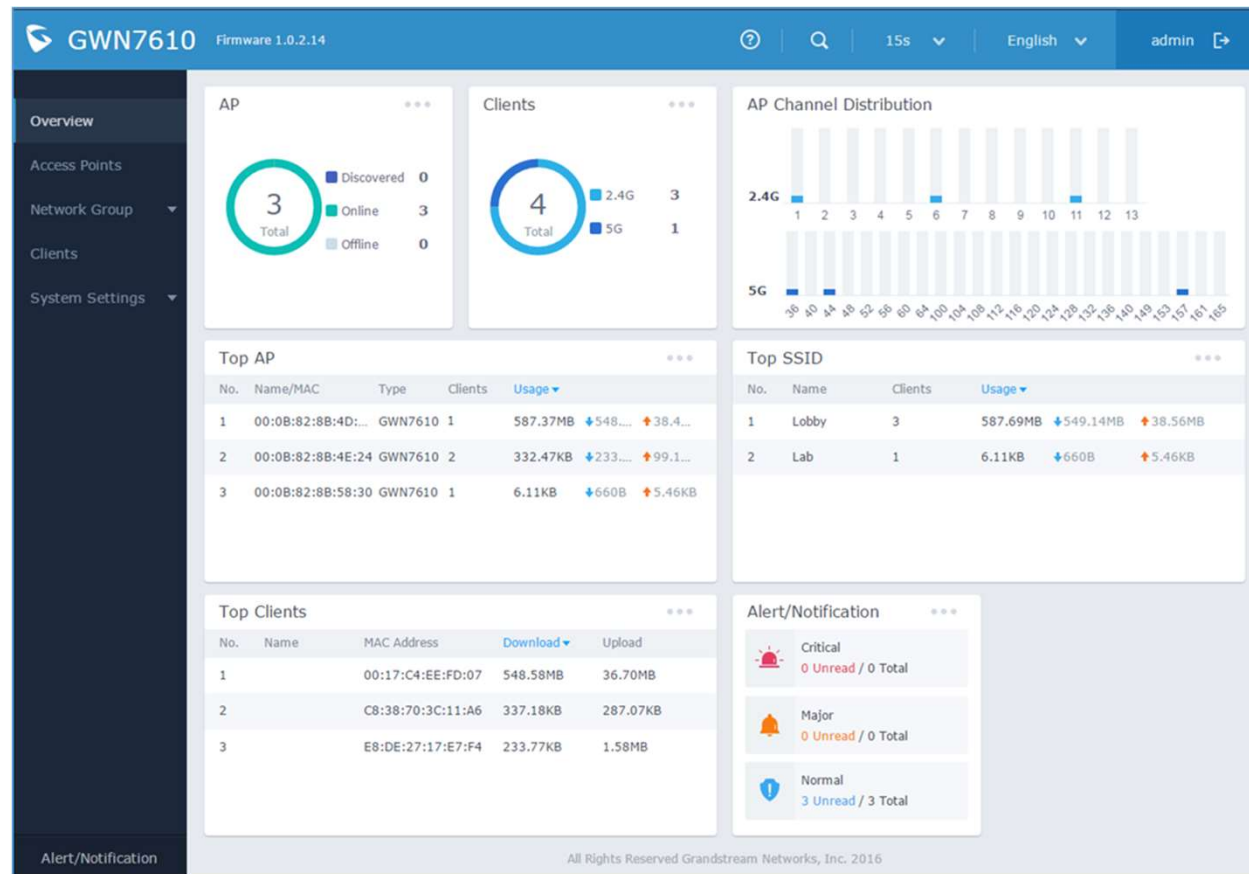 GWN7610 Firmware 1.0.2.14 15s English admin
Overview
Access Points
Network Group
Clients
System Settings
Alert/Notification
AP
3
Total
Discovered 0
Online 3
Offline 0
Clients
4
Total
2.4G 3
5G 1
AP Channel Distribution
2.4G
1 2 3 4 5 6 7 8 9 10 11 12 13
5G
36 40 44 48 52 56 60 64 100 104 108 112 116 120 124 128 132 136 140 149 153 157 161 165
Top AP
No. Name/MAC Type Clients Usage
1 00:0B:82:8B:4D:... GWN7610 1 587.37MB 548.... 38.4...
2 00:0B:82:8B:4E:24 GWN7610 2 332.47KB 233.... 99.1...
3 00:0B:82:8B:58:30 GWN7610 1 6.11KB 660B 5.46KB
Top SSID
No. Name Clients Usage
1 Lobby 3 587.69MB 549.14MB 38.56MB
2 Lab 1 6.11KB 660B 5.46KB
Top Clients
No. Name MAC Address Download Upload
1 00:17:C4:EE:FD:07 548.58MB 36.70MB
2 C8:38:70:3C:11:A6 337.18KB 287.07KB
3 E8:DE:27:17:E7:F4 233.77KB 1.58MB
Alert/Notification
Critical
0 Unread / 0 Total
Major
0 Unread / 0 Total
Normal
3 Unread / 3 Total
All Rights Reserved Grandstream Networks, Inc. 2016